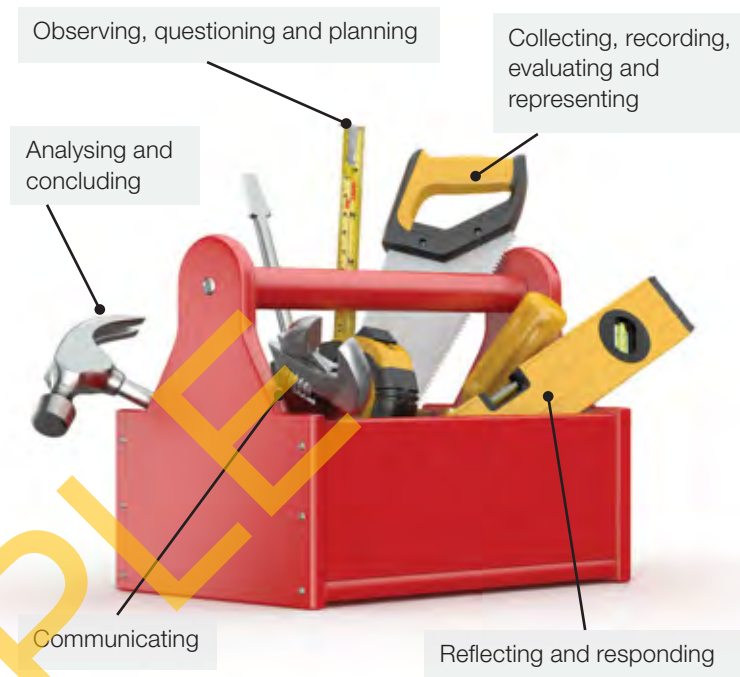 Observing, questioning and planning
Collecting, recording,
evaluating and
representing
Analysing and
concluding
Communicating
Reflecting and responding